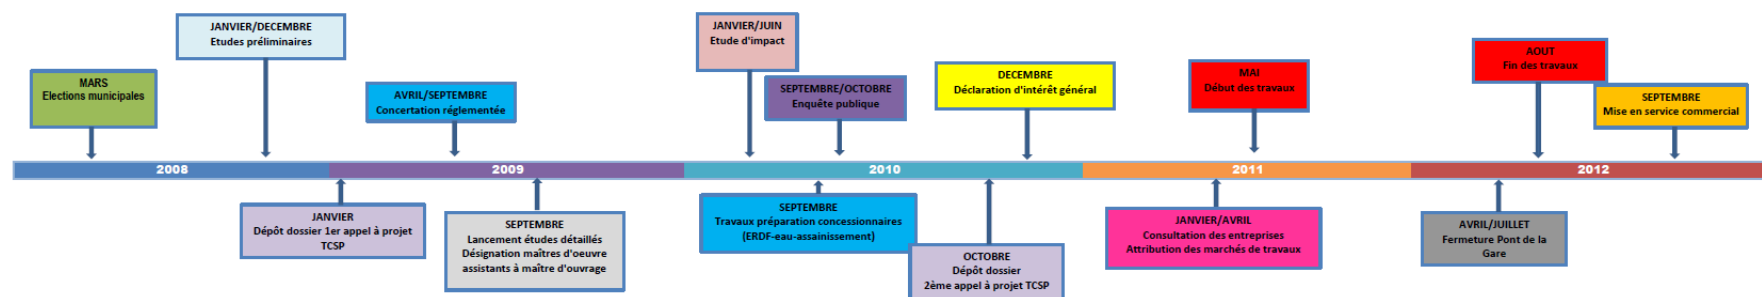 JANVIER/DECEMBRE
Etudes préliminaires
MARS
Elections municipales
AVRIL/SEPTEMBRE
Concertation réglementée
JANVIER/JUIN
Etude d'impact
SEPTEMBRE/OCTOBRE
Enquête publique
DECEMBRE
Déclaration d'intérêt général
MAI
Début des travaux
AOUT
Fin des travaux
SEPTEMBRE
Mise en service commercial
2008
2009
2010
2011
2012
JANVIER
Dépôt dossier 1er appel à projet
TCSP
SEPTEMBRE
Lancement études détaillés
Désignation maîtres d'oeuvre
assistants à maître d'ouvrage
SEPTEMBRE
Travaux préparation concessionnaires
(ERDF-eau-assainissement)
OCTOBRE
Dépôt dossier
2ème appel à projet TCSP
JANVIER/AVRIL
Consultation des entreprises
Attribution des marchés de travaux
AVRIL/JUILLET
Fermeture Pont de la
Gare